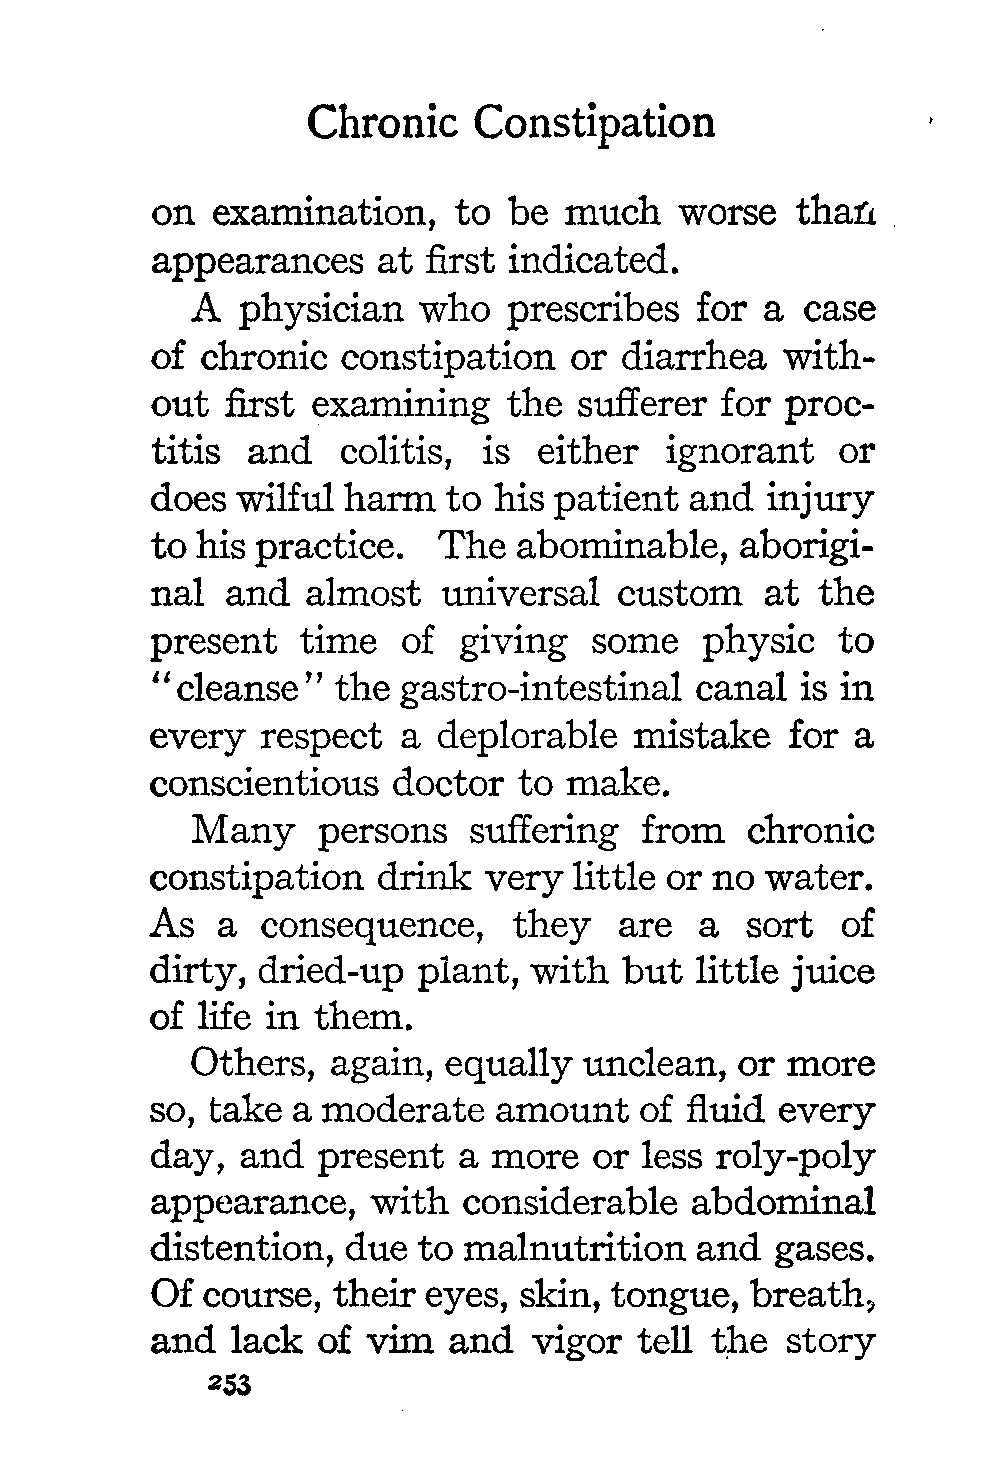 Chronic Constipation
on examination, to be much worse than
appearances at first indicated.
A physician who prescribes for a case
of chronic constipation or diarrhea with-
out first examining the sufferer for proc-
titis and colitis, is either ignorant or
does wilful harm to his patient and injury
to his practice. The abominable, aborigi-
nal and almost universal custom at the
present time of giving some physic to
“cleanse” the gastro-intestinal canal is in
every respect a deplorable mistake for a
conscientious doctor to make.
Many persons suffering from chronic
constipation drink very little or no water.
As a consequence, they are a sort of
dirty, dried-up plant, with but little juice
of life in them.
Others, again, equally unclean, or more
so, take a moderate amount of fluid every
day, and present a more or less roly-poly
appearance, with considerable abdominal
distention, due to malnutrition and gases.
Of course, their eyes, skin, tongue, breath,
and lack of vim and vigor tell the story
253